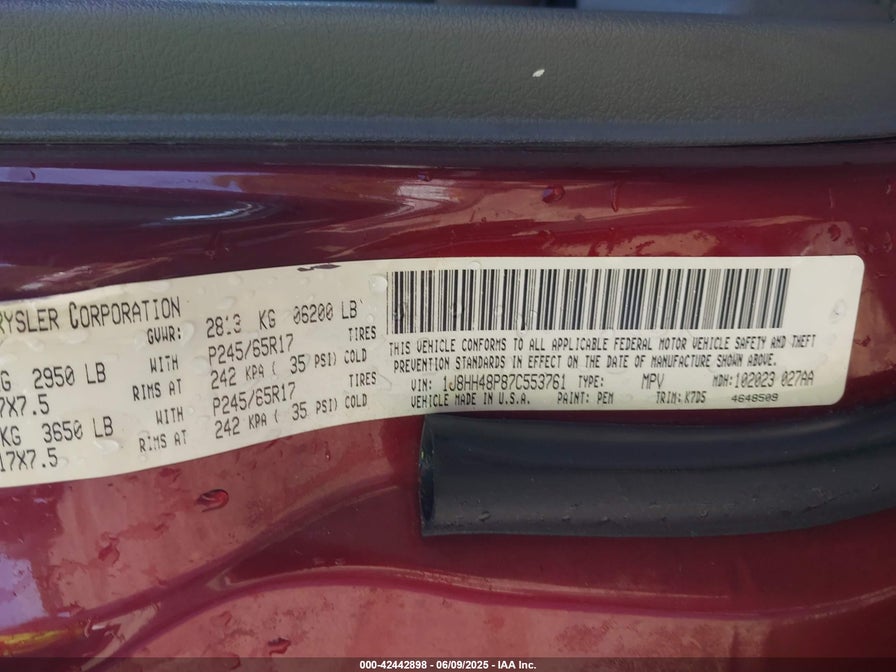 RYSLER CORPORATION
GVWR: 2813 KG 06200 LB
G 2950 LB WITH P245/65R17 TIRES
7X7.5 RIMS AT 242 KPA ( 35 PSI) COLD
KG 3650 LB WITH P245/65R17 TIRES
17X7.5 RIMS AT 242 KPA ( 35 PSI) COLD
THIS VEHICLE CONFORMS TO ALL APPLICABLE FEDERAL MOTOR VEHICLE SAFETY AND THEFT
PREVENTION STANDARDS IN EFFECT ON THE DATE OF MANUFACTURE SHOWN ABOVE.
VIN: 1J8HH48P87C553761 TYPE: MPV MDH:102023 027AA
VEHICLE MADE IN U.S.A. PAINT: PEM TRIM:K7D5 4648509
000-42442898 - 06/09/2025 - IAA Inc.